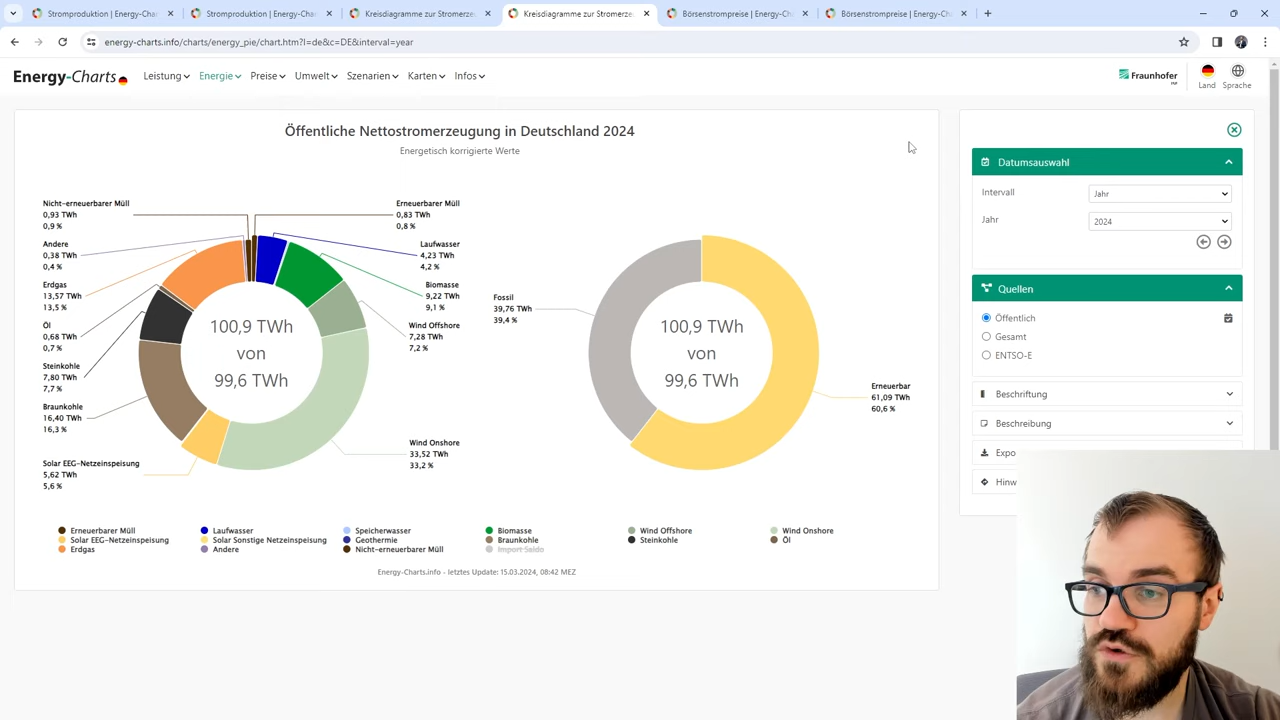 Stromproduktion | Energy-Charts
Stromproduktion | Energy-Charts
Kreisdiagramme zur Stromerze
Kreisdiagramme zur Stromerze
Börsenstrompreise | Energy-Ch
Börsenstrompreise | Energy-Ch
energy-charts.info/charts/energy_pie/chart.htm?l=de&c=DE&interval=year
Energy-Charts
Leistung
Energie
Preise
Umwelt
Szenarien
Karten
Infos
Fraunhofer
Land
Sprache
Öffentliche Nettostromerzeugung in Deutschland 2024
Energetisch korrigierte Werte
Nicht-erneuerbarer Müll
0,93 TWh
0,9 %
Andere
0,38 TWh
0,4 %
Erdgas
13,57 TWh
13,5 %
Öl
0,68 TWh
0,7 %
Steinkohle
7,80 TWh
7,7 %
Braunkohle
16,40 TWh
16,3 %
Solar EEG-Netzeinspeisung
5,62 TWh
5,6 %
100,9 TWh
von
99,6 TWh
Erneuerbarer Müll
0,83 TWh
0,8 %
Laufwasser
4,23 TWh
4,2 %
Biomasse
9,22 TWh
9,1 %
Wind Offshore
7,28 TWh
7,2 %
Wind Onshore
33,52 TWh
33,2 %
Fossil
39,76 TWh
39,4 %
100,9 TWh
von
99,6 TWh
Erneuerbar
61,09 TWh
60,6 %
Erneuerbarer Müll
Laufwasser
Speicherwasser
Biomasse
Wind Offshore
Wind Onshore
Solar EEG-Netzeinspeisung
Solar Sonstige Netzeinspeisung
Geothermie
Braunkohle
Steinkohle
Öl
Erdgas
Andere
Nicht-erneuerbarer Müll
Import Saldo
Energy-Charts.info - letztes Update: 15.03.2024, 08:42 MEZ
Datumsauswahl
Intervall
Jahr
Jahr
2024
Quellen
Öffentlich
Gesamt
ENTSO-E
Beschriftung
Beschreibung
Expo
Hinw